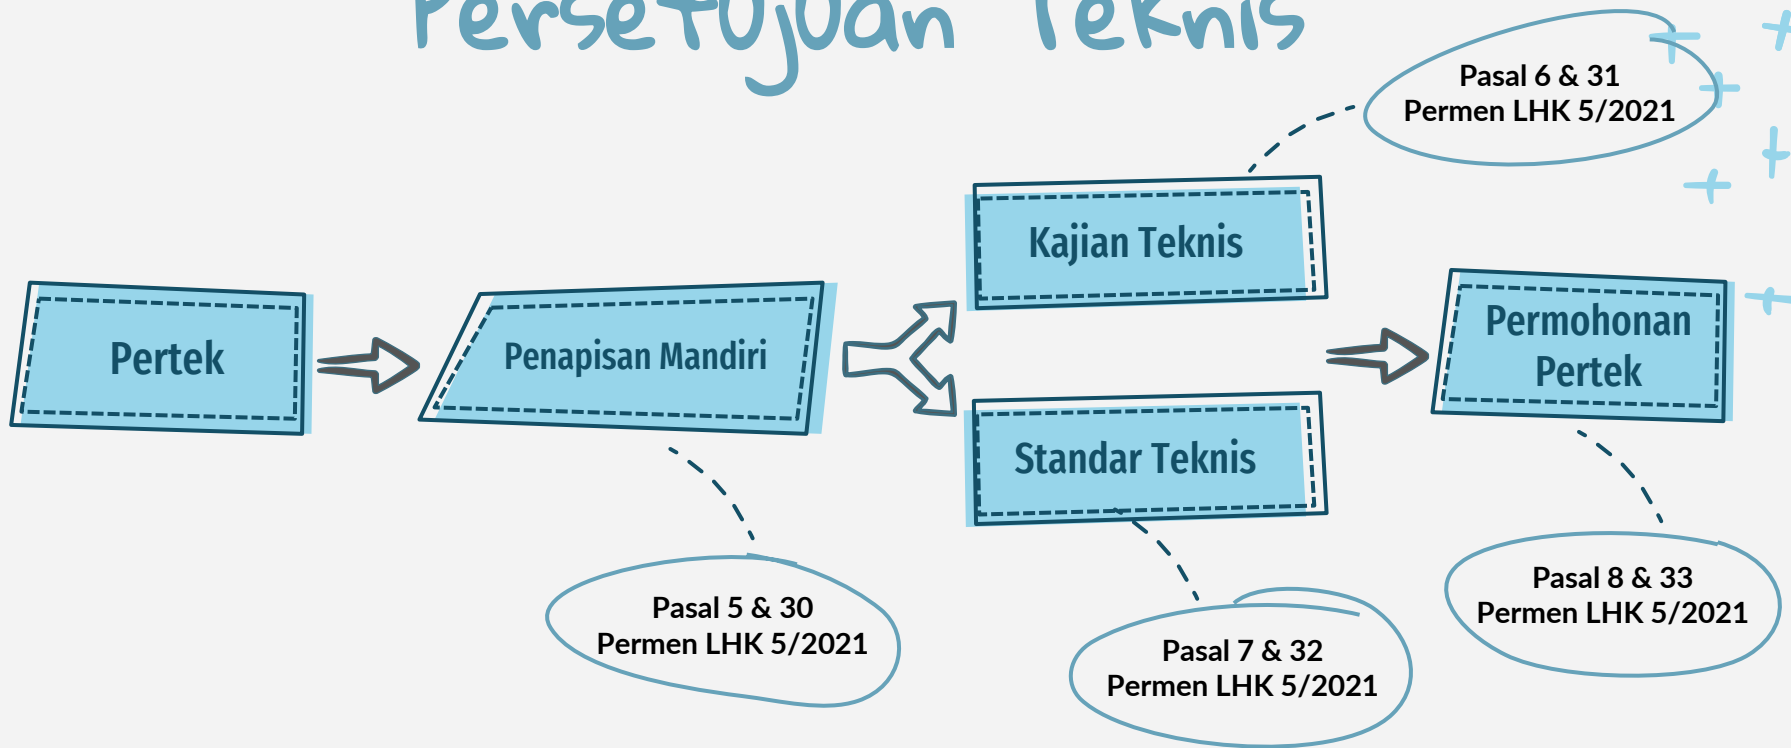 Persetujuan Teknis
Pasal 6 & 31
Permen LHK 5/2021
Kajian Teknis
Pertek
Penapisan Mandiri
Permohonan
Pertek
Standar Teknis
Pasal 5 & 30
Permen LHK 5/2021
Pasal 7 & 32
Permen LHK 5/2021
Pasal 8 & 33
Permen LHK 5/2021